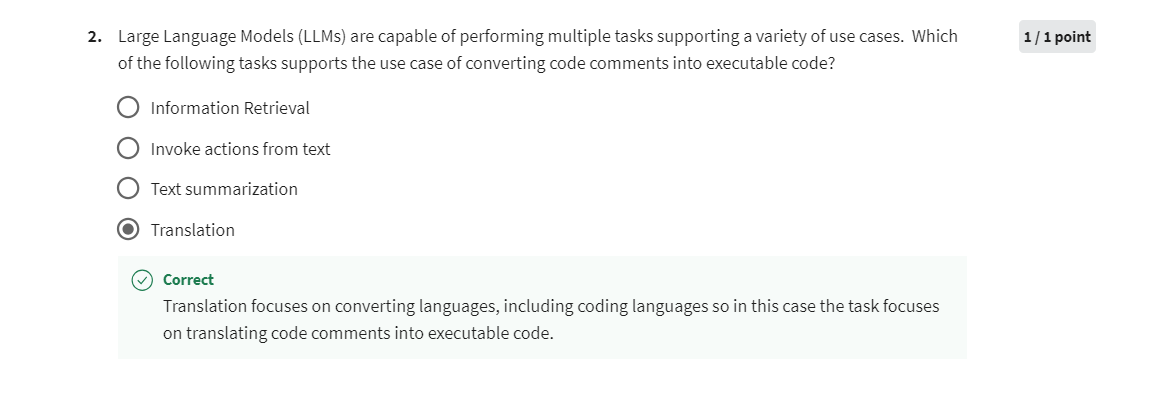 2. Large Language Models (LLMs) are capable of performing multiple tasks supporting a variety of use cases. Which
1 / 1 point
of the following tasks supports the use case of converting code comments into executable code?
Information Retrieval
Invoke actions from text
Text summarization
Translation
Correct
Translation focuses on converting languages, including coding languages so in this case the task focuses
on translating code comments into executable code.